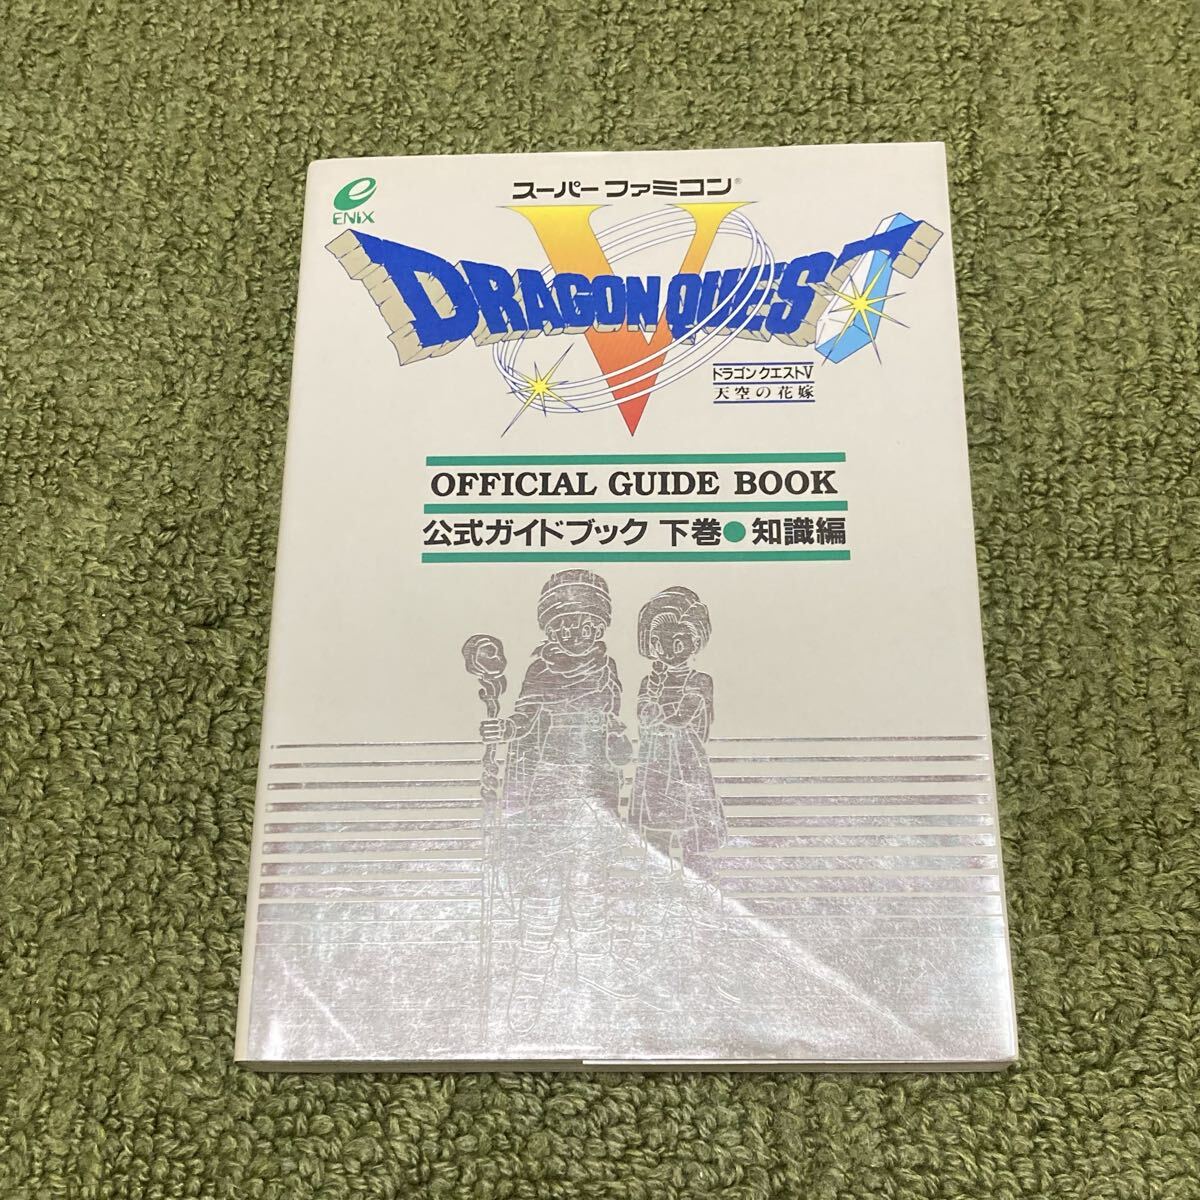 スーパーファミコン®
ENIX
V
DRAGON QUEST
ドラゴンクエストV
天空の花嫁
OFFICIAL GUIDE BOOK
公式ガイドブック 下巻●知識編